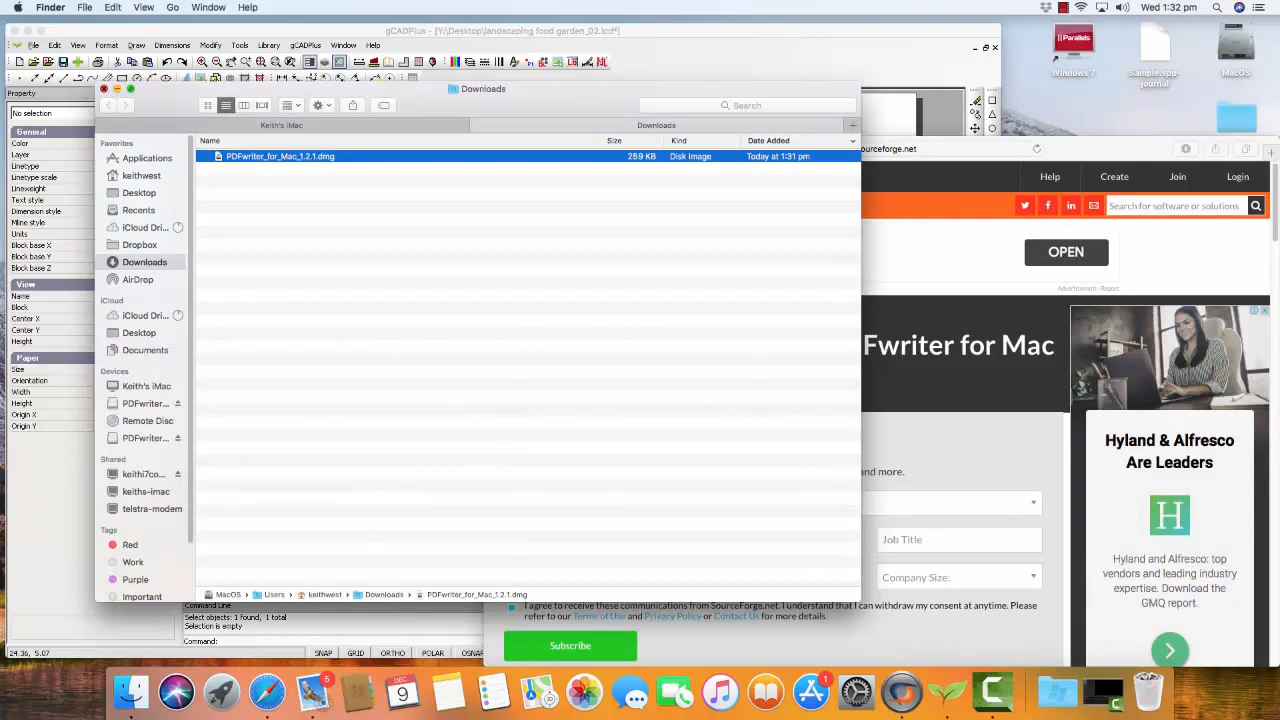 Finder File Edit View Go Window Help
Wed 1:32 pm
gCADPlus - [Y:\Desktop\landscaping food garden_02.lcd*]
File Edit View Format Draw Dimensions Modify Tools Library gCADPlus Window Help
Property
No selection
General
Color
Layer
Linetype
Linetype scale
Lineweight
Text style
Dimension style
Mline style
Units
Block base X
Block base Y
Block base Z
View
Name
Block
Center X
Center Y
Height
Paper
Size
Orientation
Width
Height
Origin X
Origin Y
Downloads
Search
Keith's iMac
Downloads
Name Size Kind Date Added
PDFwriter_for_Mac_1.2.1.dmg 259 KB Disk Image Today at 1:31 pm
Favorites
Applications
keithwest
Desktop
Recents
iCloud Dri...
Dropbox
Downloads
AirDrop
iCloud
iCloud Dri...
Desktop
Documents
Devices
Keith's iMac
PDFwriter...
Remote Disc
PDFwriter...
Shared
keithi7co...
keiths-imac
telstra-modem
Tags
Red
Work
Purple
Important
MacOS › Users › keithwest › Downloads › PDFwriter_for_Mac_1.2.1.dmg
Command Line
Select objects: 1 found, 1 total
Selection is empty
Command:
24.36, 5.07
SNAP GRID ORTHO POLAR OSNAP
Windows 7
Sample.spp-journal
MacOS
sourceforge.net
Help Create Join Login
Search for software or solutions
OPEN
Advertisement - Report
Fwriter for Mac
and more.
Job Title
Company Size:
I agree to receive these communications from SourceForge.net. I understand that I can withdraw my consent at anytime. Please
refer to our Terms of Use and Privacy Policy or Contact Us for more details.
Subscribe
Hyland & Alfresco
Are Leaders
H
Hyland and Alfresco: top
vendors and leading industry
expertise. Download the
GMQ report.
5
DEC
9
1